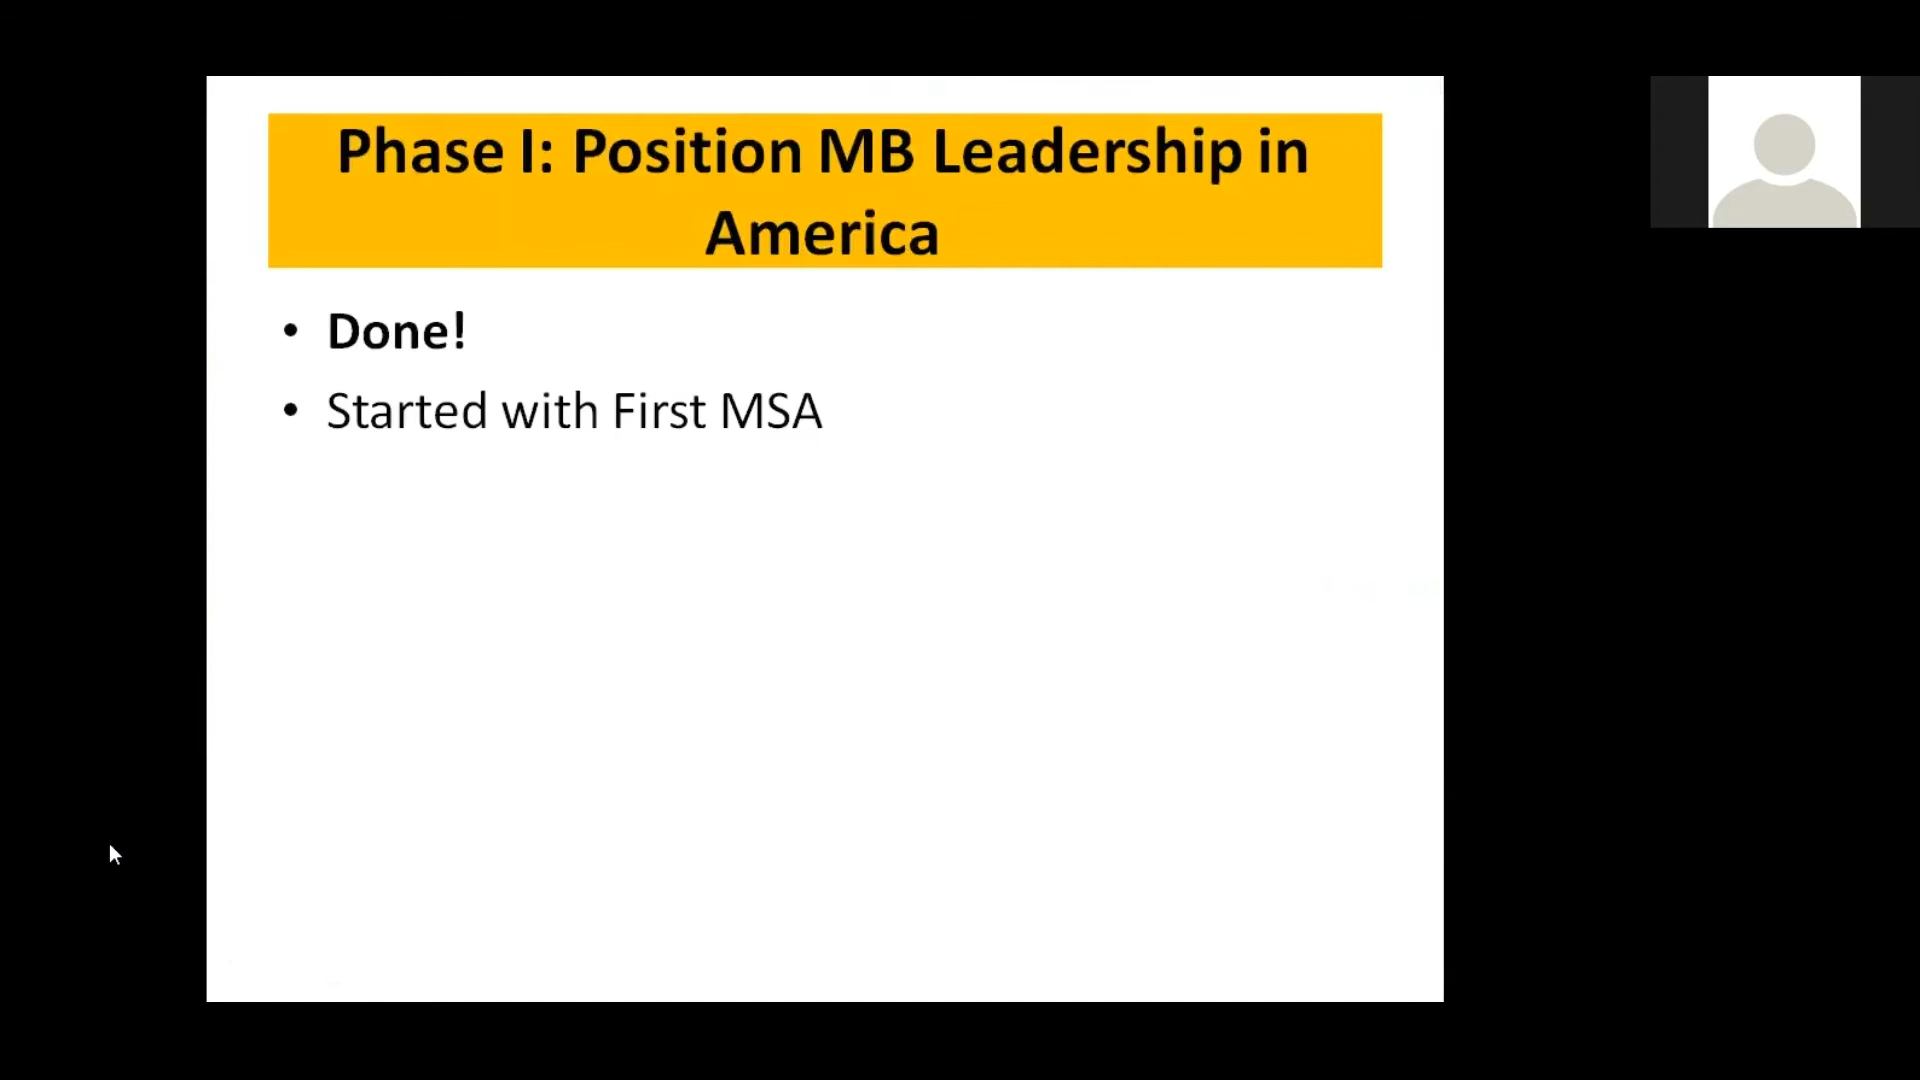 Phase I: Position MB Leadership in
America
• Done!
• Started with First MSA